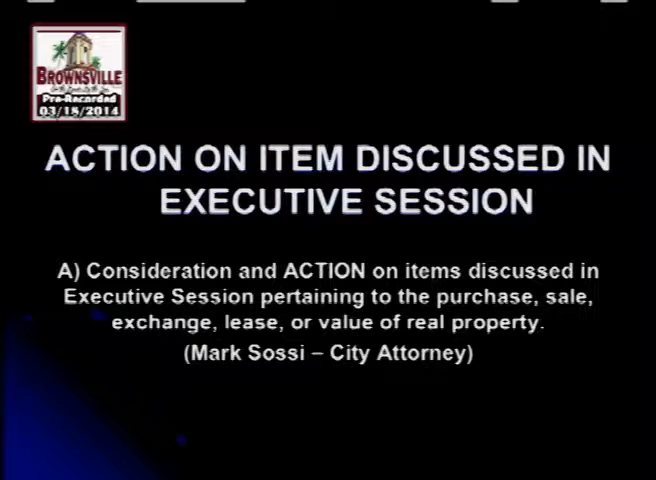 BROWNSVILLE
Pre-Recorded
03/18/2014
ACTION ON ITEM DISCUSSED IN
EXECUTIVE SESSION
A) Consideration and ACTION on items discussed in
Executive Session pertaining to the purchase, sale,
exchange, lease, or value of real property.
(Mark Sossi – City Attorney)